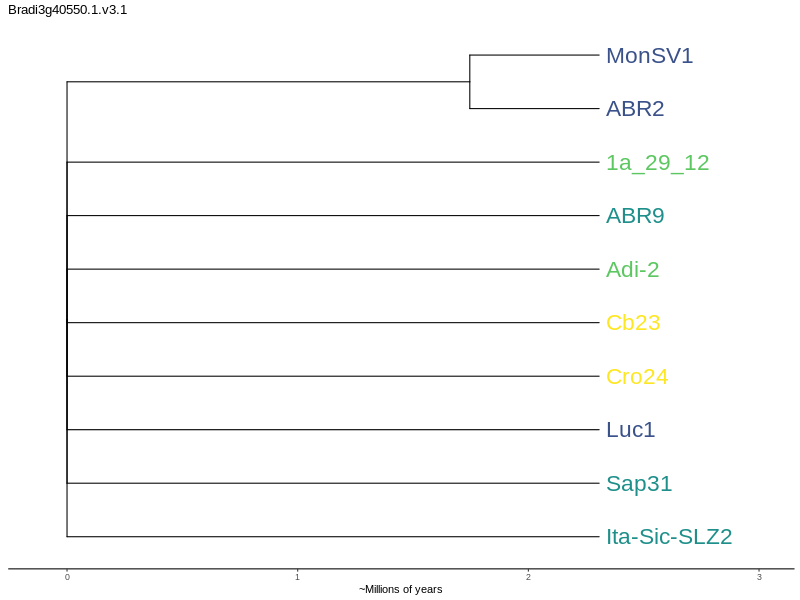 Bradi3g40550.1.v3.1
MonSV1
ABR2
1a_29_12
ABR9
Adi-2
Cb23
Cro24
Luc1
Sap31
Ita-Sic-SLZ2
0 1 2 3
~Millions of years